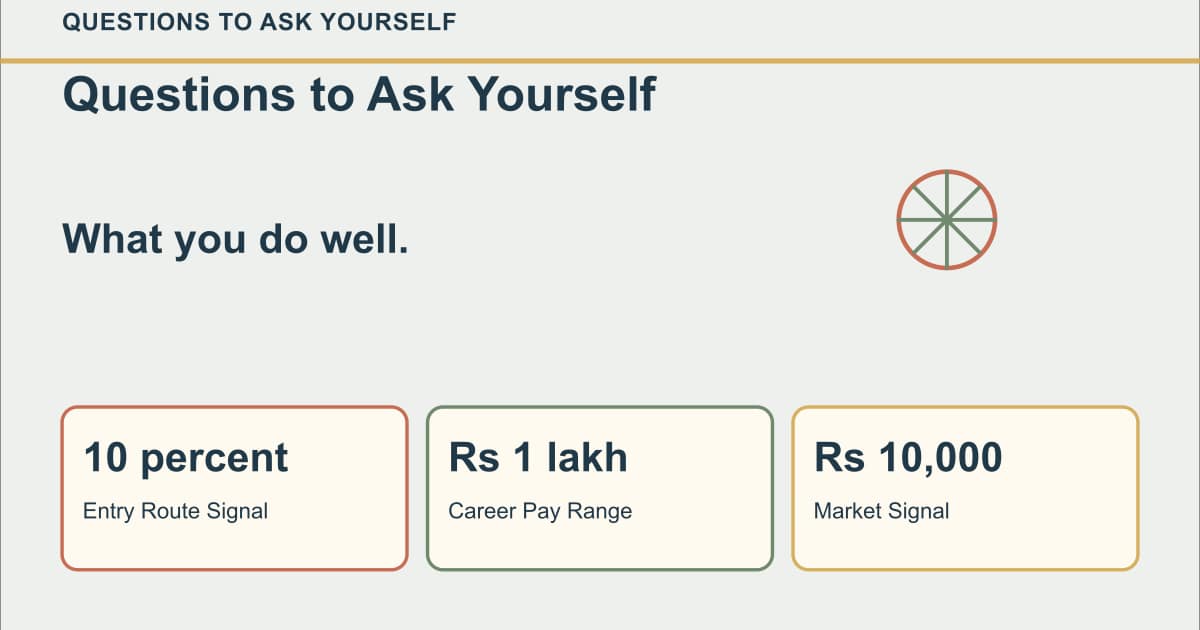 QUESTIONS TO ASK YOURSELF
Questions to Ask Yourself
What you do well.
10 percent
Entry Route Signal
Rs 1 lakh
Career Pay Range
Rs 10,000
Market Signal